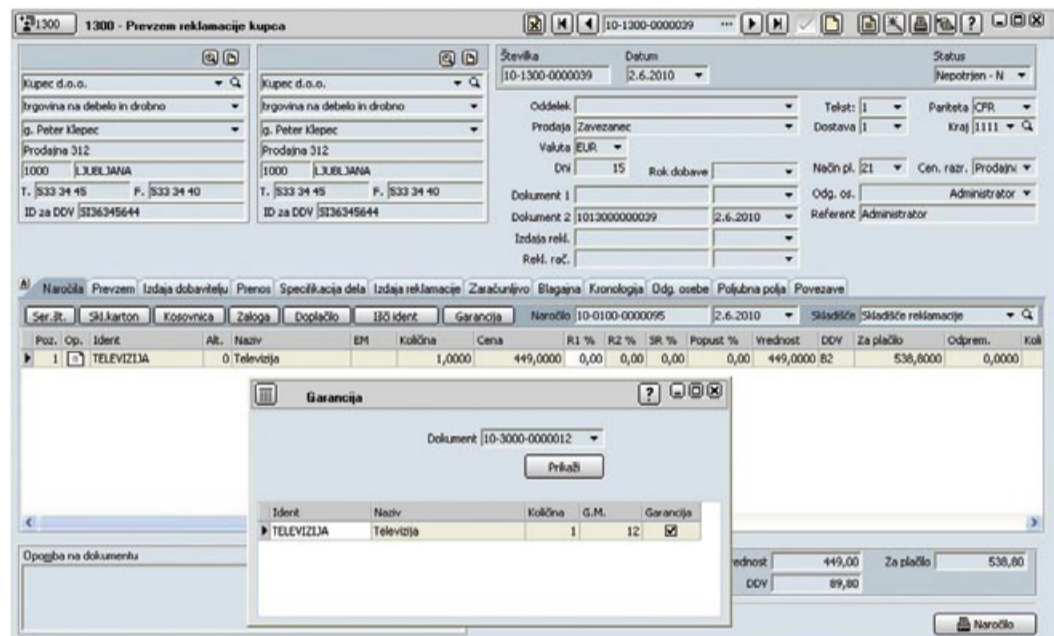 1300 1300 - Prevzem reklamacije kupca 10-1300-0000039 ... ?
Kupec d.o.o.
trgovina na debelo in drobno
g. Peter Klepec
Prodajna 312
1000 LJUBLJANA
T. 533 34 45 F. 533 34 40
ID za DDV SI36345644
Kupec d.o.o.
trgovina na debelo in drobno
g. Peter Klepec
Prodajna 312
1000 LJUBLJANA
T. 533 34 45 F. 533 34 40
ID za DDV SI36345644
Številka Datum Status
10-1300-0000039 2.6.2010 Nepotrjen - N
Oddelek
Prodaja Zavezanec
Valuta EUR
Dni 15 Rok dobave
Dokument 1
Dokument 2 1013000000039 2.6.2010
Izdaja rekl.
Rekl. rač.
Tekst: 1 Pariteta CFR
Dostava 1 Kraj 1111
Način pl. 21 Cen. razr. Prodajna
Odg. os. Administrator
Referent Administrator
A Naročila Prevzem Izdaja dobavitelju Prenos Specifikacija dela Izdaja reklamacije Zaračunljivo Blagajna Kronologija Odg. osebe Poljubna polja Povezave
Ser.št. Skl.karton Kosovnica Zaloga Doplačilo Išči ident Garancija Naročilo 10-0100-0000095 2.6.2010 Skladišče Skladišče reklamacije
Poz. Op. Ident Alt. Naziv EM Količina Cena R1 % R2 % SR % Popust % Vrednost DDV Za plačilo Odprem. Koli
1 TELEVIZIJA 0 Televizija 1,0000 449,0000 0,00 0,00 0,00 0,00 449,0000 B2 538,8000 0,0000
Garancija ?
Dokument 10-3000-0000012
Prikaži
Ident Naziv Količina G.M. Garancija
TELEVIZIJA Televizija 1 12
Opomba na dokumentu
rednost 449,00 Za plačilo 538,80
DDV 89,80
Naročilo